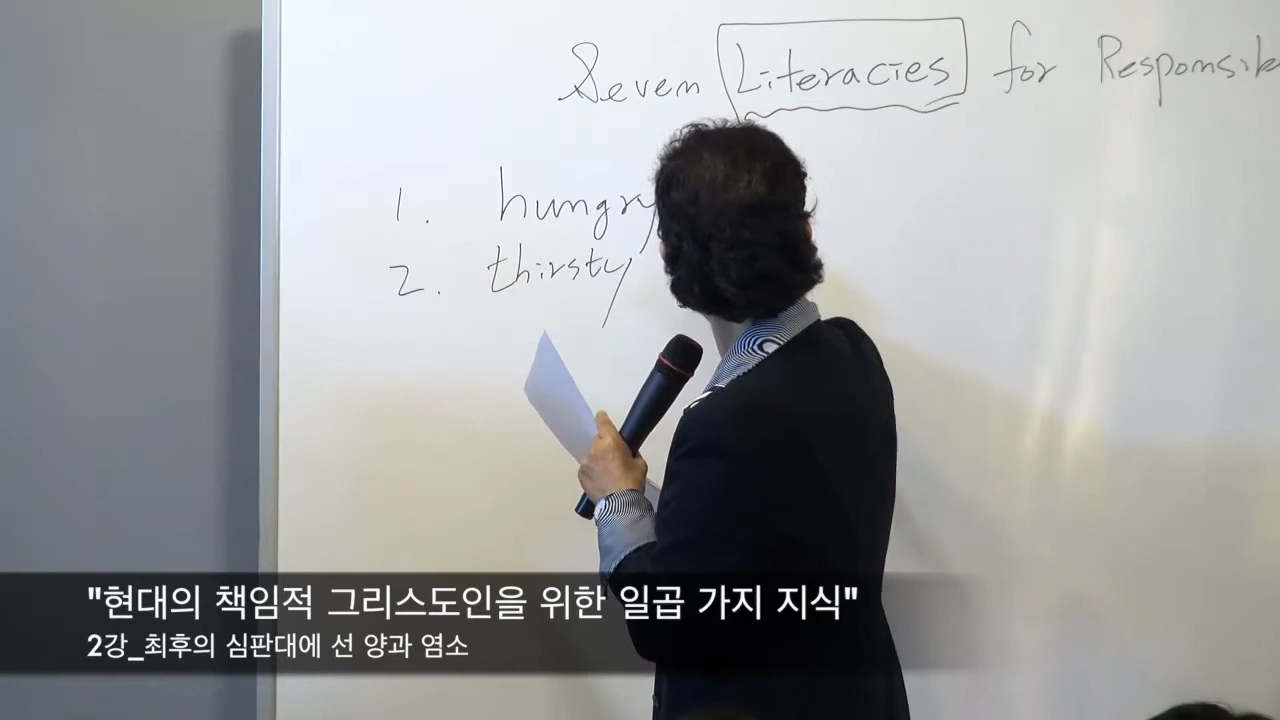 Seven Literacies for Responsib
1. hungry
2. thirsty
"현대의 책임적 그리스도인을 위한 일곱 가지 지식"
2강_최후의 심판대에 선 양과 염소